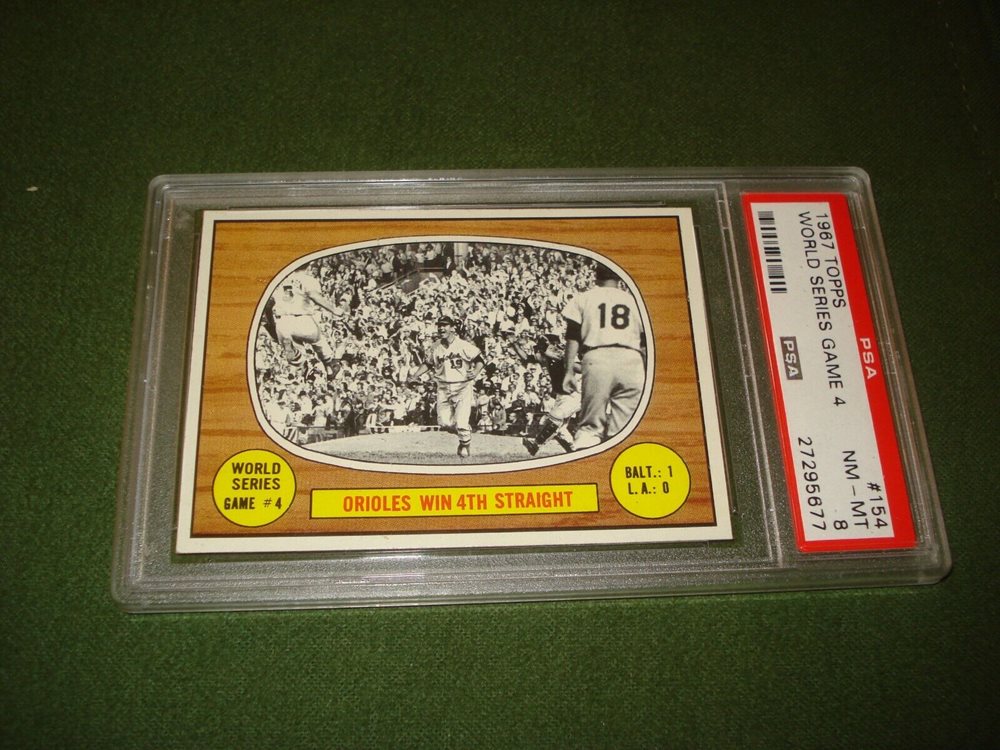 18
19
WORLD
SERIES
GAME #4
ORIOLES WIN 4TH STRAIGHT
BALT.: 1
L.A.: 0
1967 TOPPS #154
WORLD SERIES GAME 4 NM - MT 8
PSA 27295677
PSA